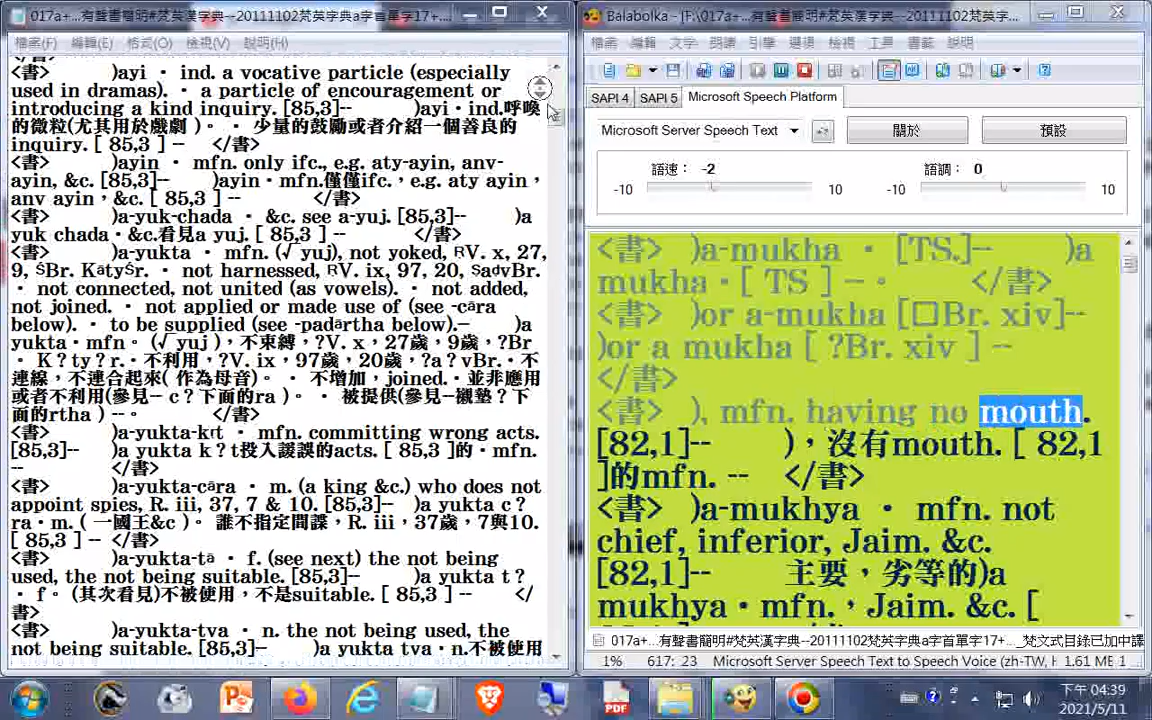 017a+...有聲書簡明#梵英漢字典--20111102梵英字典a字首單字17+...
檔案(F) 編輯(E) 格式(O) 檢視(V) 說明(H)
<書> )ayi • ind. a vocative particle (especially
used in dramas). • a particle of encouragement or
introducing a kind inquiry. [85,3]-- )ayi•ind.呼喚
的微粒(尤其用於戲劇 )。• 少量的鼓勵或者介紹一個善良的
inquiry. [ 85,3 ] -- </書>
<書> )ayin • mfn. only ifc., e.g. aty-ayin, anv-
ayin, &c. [85,3]-- )ayin•mfn.僅僅ifc.，e.g. aty ayin，
anv ayin，&c. [ 85,3 ] -- </書>
<書> )a-yuk-chada • &c. see a-yuj. [85,3]-- )a
yuk chada•&c.看見a yuj. [ 85,3 ] -- </書>
<書> )a-yukta • mfn. (√ yuj), not yoked, RV. x, 27,
9, ŚBr. KātyŚr. • not harnessed, RV. ix, 97, 20, ṢaḍvBr.
• not connected, not united (as vowels). • not added,
not joined. • not applied or made use of (see -cāra
below). • to be supplied (see -padārtha below).-- )a
yukta•mfn。(√ yuj )，不束縛，?V. x，27歲，9歲，?Br
• K？ty？r.•不利用，?V. ix，97歲，20歲，?a？vBr.•不
連線，不連合起來( 作為母音)。• 不增加，joined.•並非應用
或者不利用(參見-- c？下面的ra )。• 被提供(參見--襯墊？下
面的rtha ) --。 </書>
<書> )a-yukta-kṛt • mfn. committing wrong acts.
[85,3]-- )a yukta k？t投入謬誤的acts. [ 85,3 ]的•mfn.
-- </書>
<書> )a-yukta-cāra • m. (a king &c.) who does not
appoint spies, R. iii, 37, 7 & 10. [85,3]-- )a yukta c？
ra•m. ( 一國王&c )。誰不指定間諜，R. iii，37歲，7與10.
[ 85,3 ] -- </書>
<書> )a-yukta-tā • f. (see next) the not being
used, the not being suitable. [85,3]-- )a yukta t？
• f。(其次看見)不被使用，不是suitable. [ 85,3 ] -- </
書>
<書> )a-yukta-tva • n. the not being used, the
not being suitable. [85,3]-- )a yukta tva•n.不被使用
Balabolka - [F:\017a+...有聲書簡明#梵英漢字典--20111102梵英字...
檔案 編輯 文字 朗讀 引擎 選項 檢視 工具 書籤 說明
SAPI 4 SAPI 5 Microsoft Speech Platform
Microsoft Server Speech Text 關於 預設
語速： -2 語調： 0
-10 10 -10 10
<書> )a-mukha • [TS.]-- )a
mukha•[ TS ] --。 </書>
<書> )or a-mukha [□Br. xiv]--
)or a mukha [ ?Br. xiv ] --
</書>
<書> ), mfn. having no mouth.
[82,1]-- )，沒有mouth. [ 82,1
]的mfn. -- </書>
<書> )a-mukhya • mfn. not
chief, inferior, Jaim. &c.
[82,1]-- 主要，劣等的)a
mukhya•mfn.，Jaim. &c. [
017a+...有聲書簡明#梵英漢字典--20111102梵英字典a字首單字17+..._梵文式目錄已加中譯
1% 617: 23 Microsoft Server Speech Text to Speech Voice (zh-TW, H 1.61 MB 1
PDF
下午 04:39
2021/5/11